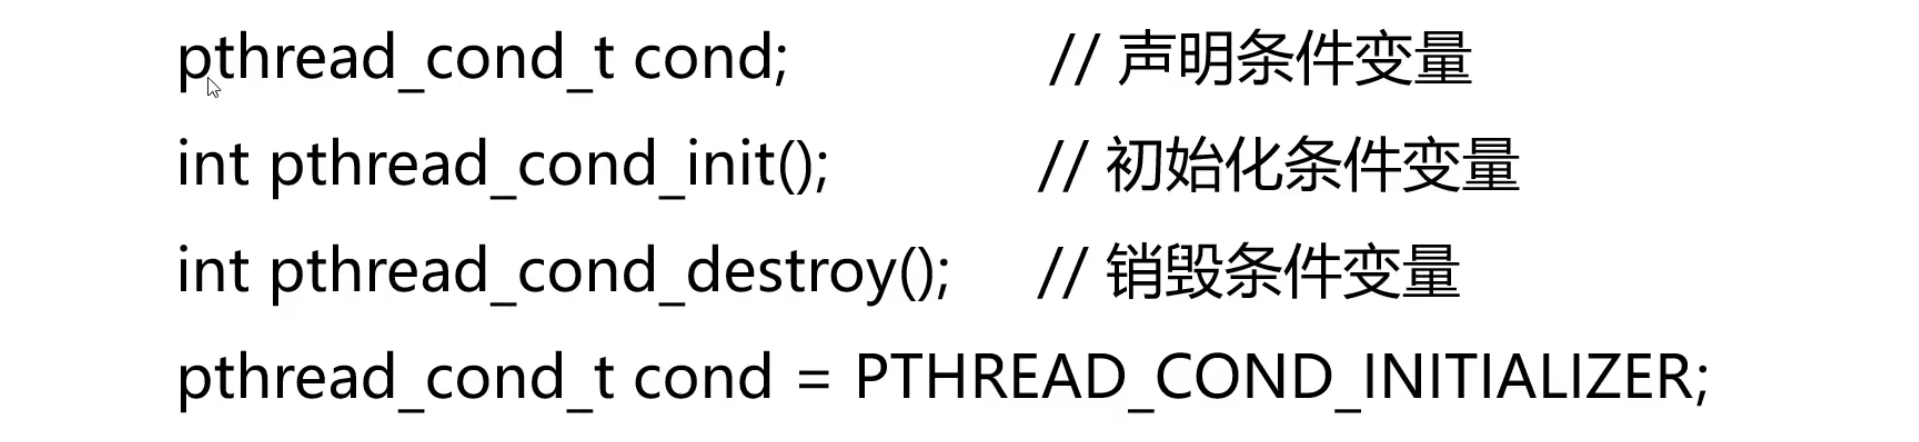 pthread_cond_t cond; // 声明条件变量
int pthread_cond_init(); // 初始化条件变量
int pthread_cond_destroy(); // 销毁条件变量
pthread_cond_t cond = PTHREAD_COND_INITIALIZER;